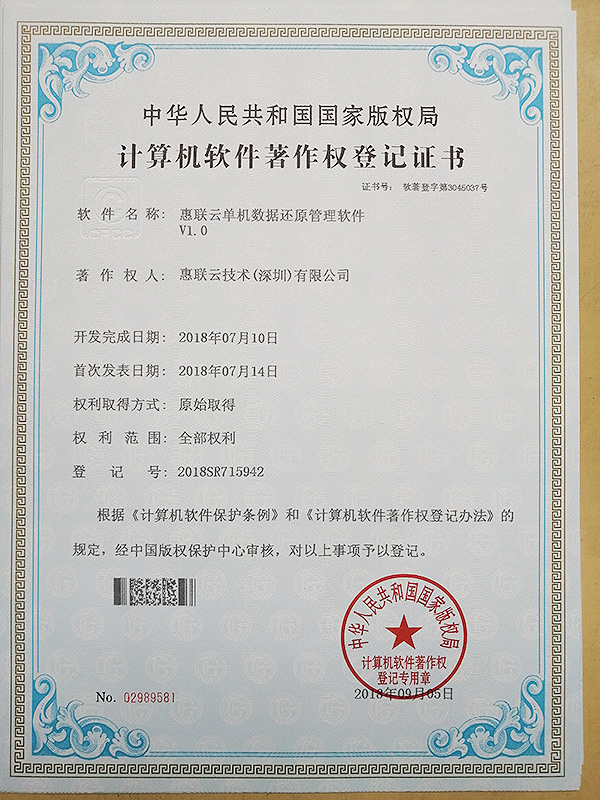 中华人民共和国国家版权局
计算机软件著作权登记证书
证书号： 软著登字第3045037号
软件名称： 惠联云单机数据还原管理软件
V1.0
著作权人： 惠联云技术(深圳)有限公司
开发完成日期： 2018年07月10日
首次发表日期： 2018年07月14日
权利取得方式： 原始取得
权利范围： 全部权利
登记号： 2018SR715942
根据《计算机软件保护条例》和《计算机软件著作权登记办法》的
规定，经中国版权保护中心审核，对以上事项予以登记。
中华人民共和国国家版权局
计算机软件著作权
登记专用章
2018年09月05日
No. 02989581
CPCC